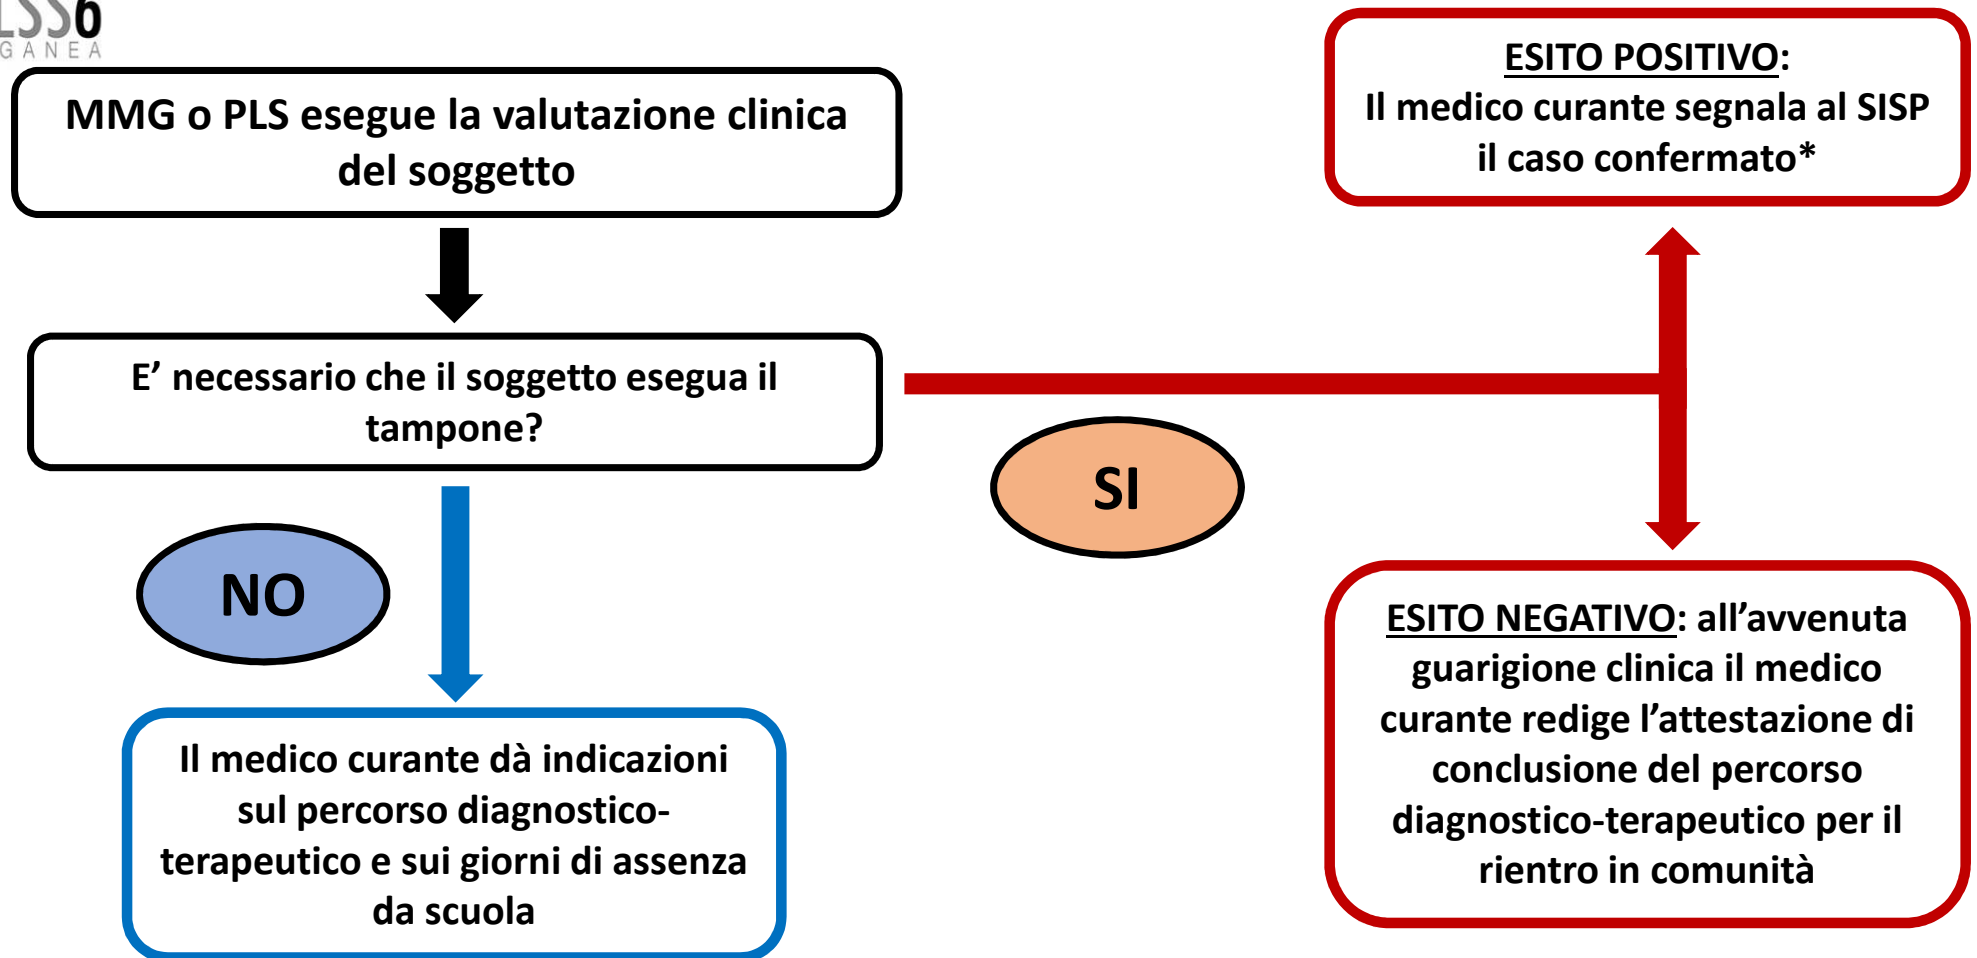 MMG o PLS esegue la valutazione clinica
del soggetto
E’ necessario che il soggetto esegua il
tampone?
NO
SI
Il medico curante dà indicazioni
sul percorso diagnostico-
terapeutico e sui giorni di assenza
da scuola
ESITO POSITIVO:
Il medico curante segnala al SISP
il caso confermato*
ESITO NEGATIVO: all’avvenuta
guarigione clinica il medico
curante redige l’attestazione di
conclusione del percorso
diagnostico-terapeutico per il
rientro in comunità